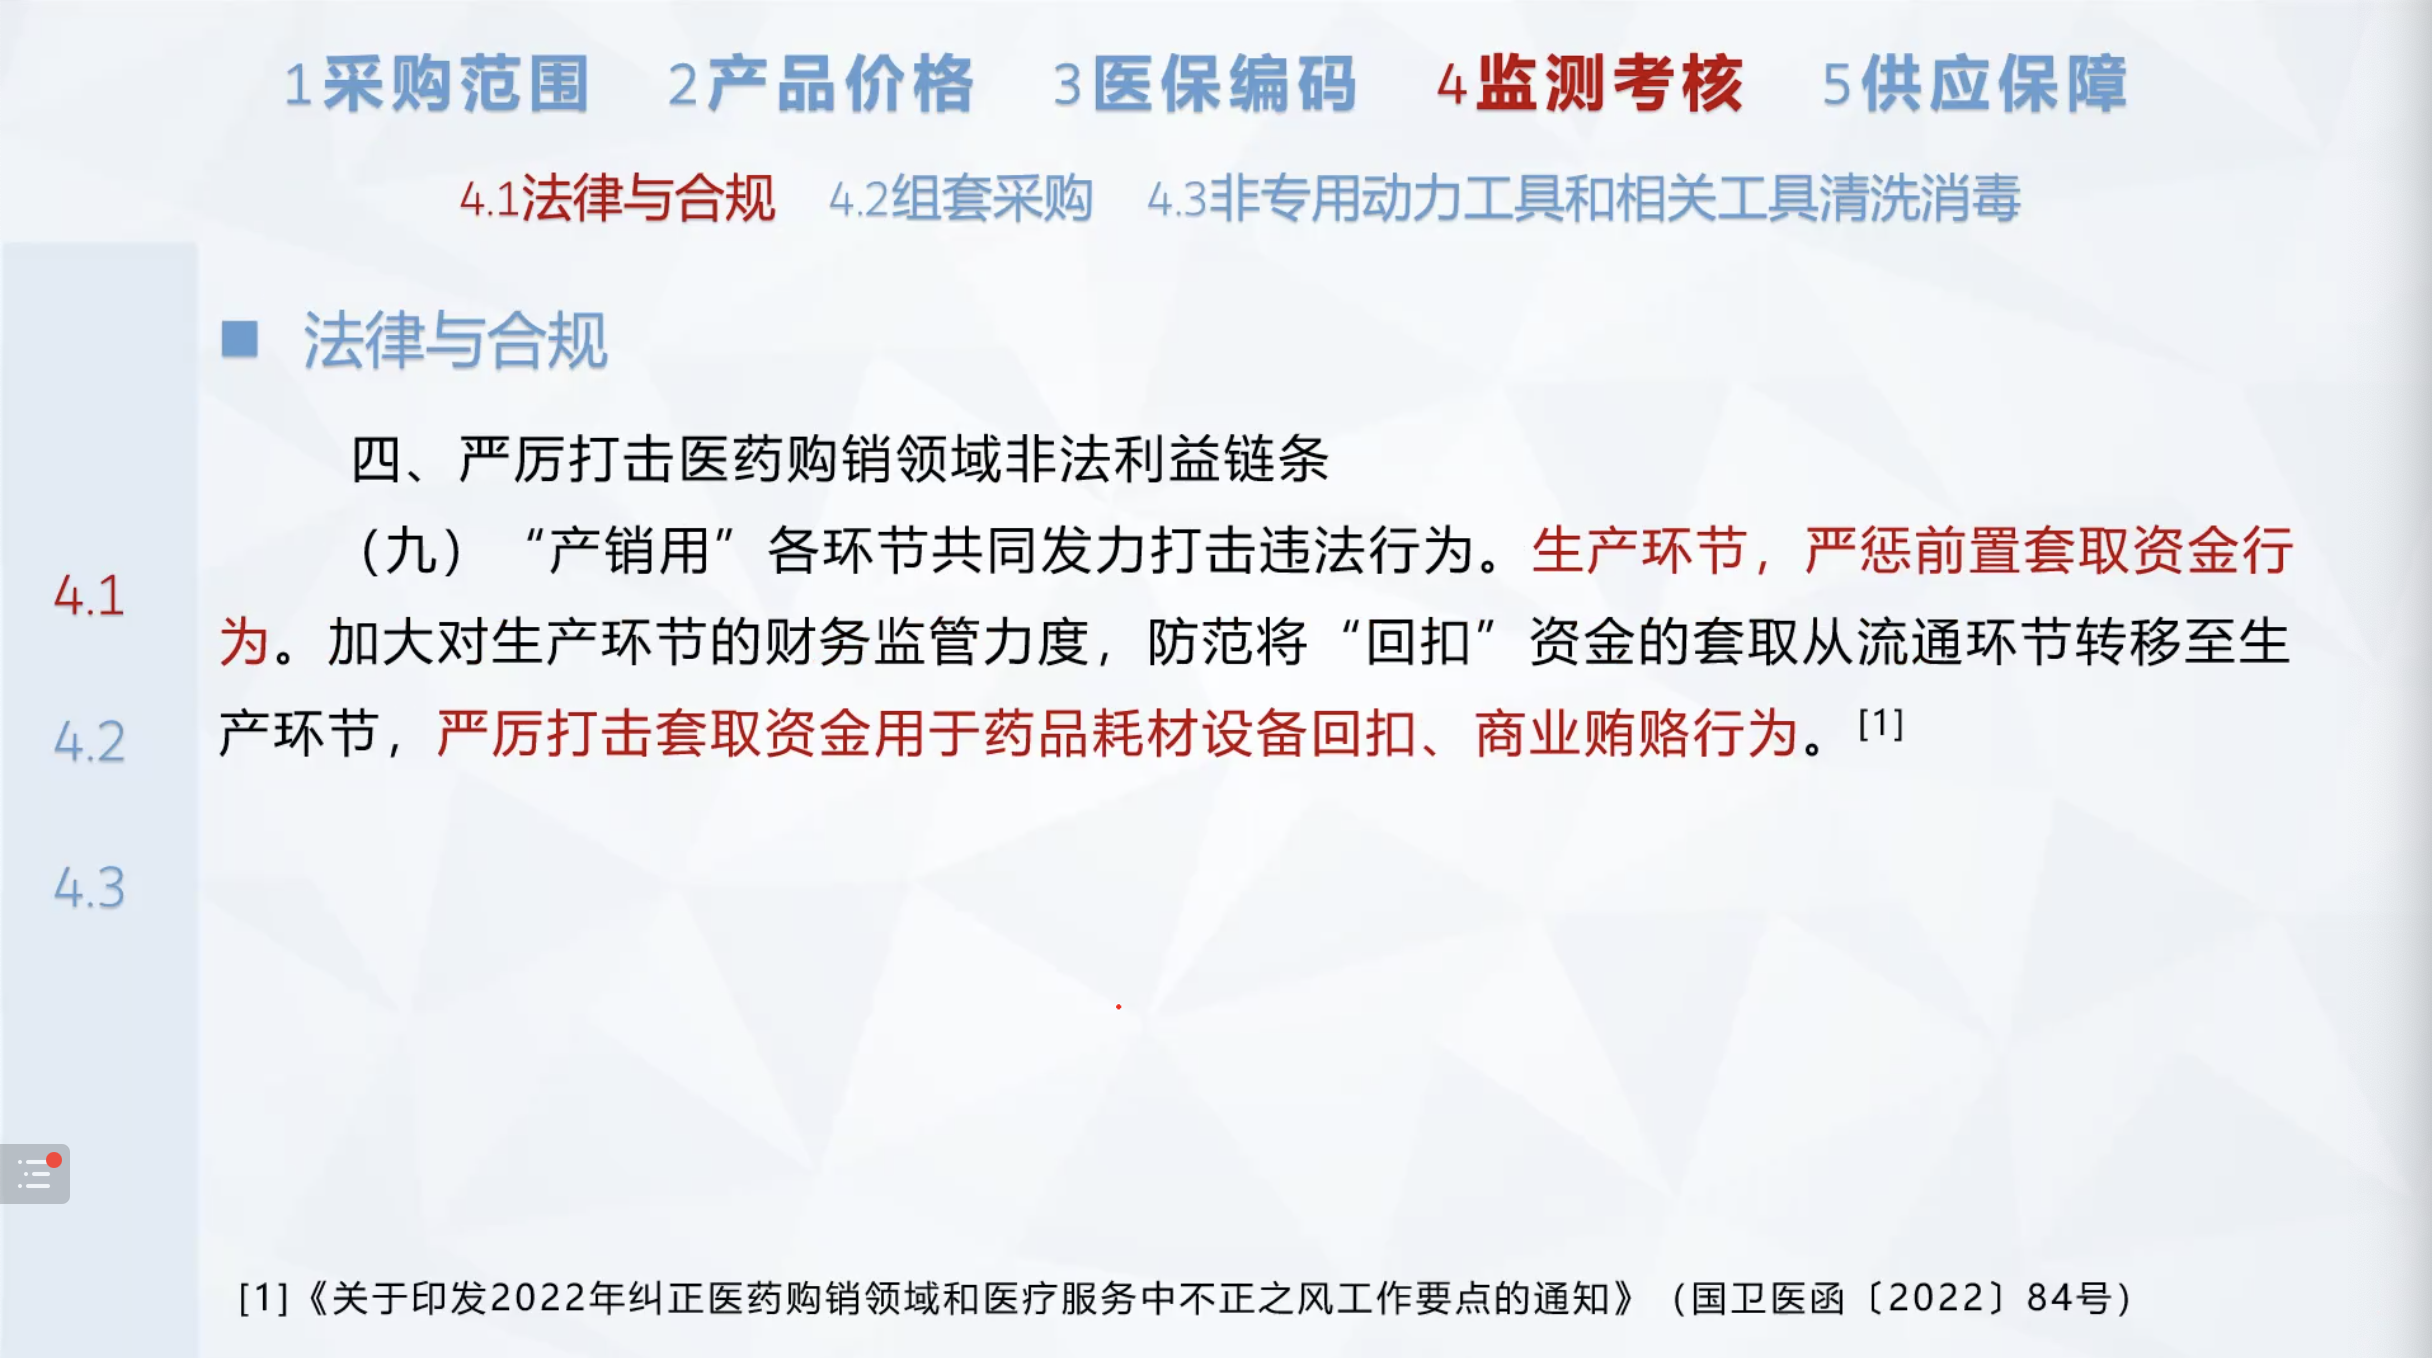 1采购范围 2产品价格 3医保编码 4监测考核 5供应保障
4.1法律与合规 4.2组套采购 4.3非专用动力工具和相关工具清洗消毒
■ 法律与合规
四、严厉打击医药购销领域非法利益链条
（九）“产销用”各环节共同发力打击违法行为。生产环节，严惩前置套取资金行
为。加大对生产环节的财务监管力度，防范将“回扣”资金的套取从流通环节转移至生
产环节，严厉打击套取资金用于药品耗材设备回扣、商业贿赂行为。[1]
4.1
4.2
4.3
[1]《关于印发2022年纠正医药购销领域和医疗服务中不正之风工作要点的通知》（国卫医函〔2022〕84号）